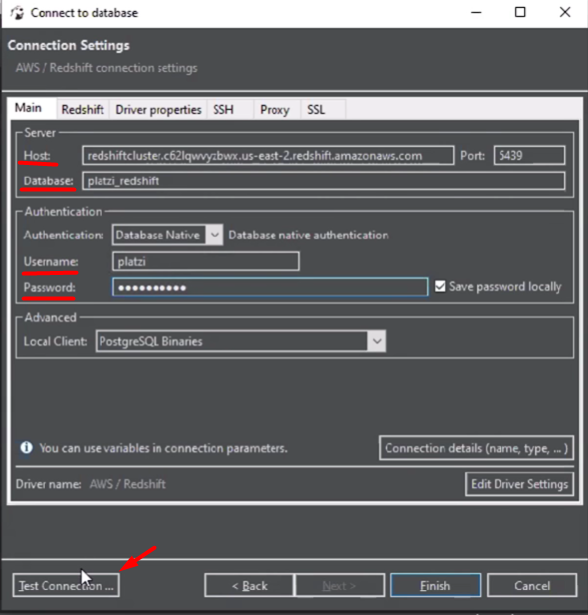 Connect to database
Connection Settings
AWS / Redshift connection settings
Main Redshift Driver properties SSH Proxy SSL
Server
Host: redshiftcluster.c62lqwvyzbwx.us-east-2.redshift.amazonaws.com Port: 5439
Database: platzi_redshift
Authentication
Authentication: Database Native Database native authentication
Username: platzi
Password: ••••••••••
Save password locally
Advanced
Local Client: PostgreSQL Binaries
You can use variables in connection parameters. Connection details (name, type, ... )
Driver name: AWS / Redshift Edit Driver Settings
Test Connection ... < Back Next > Finish Cancel